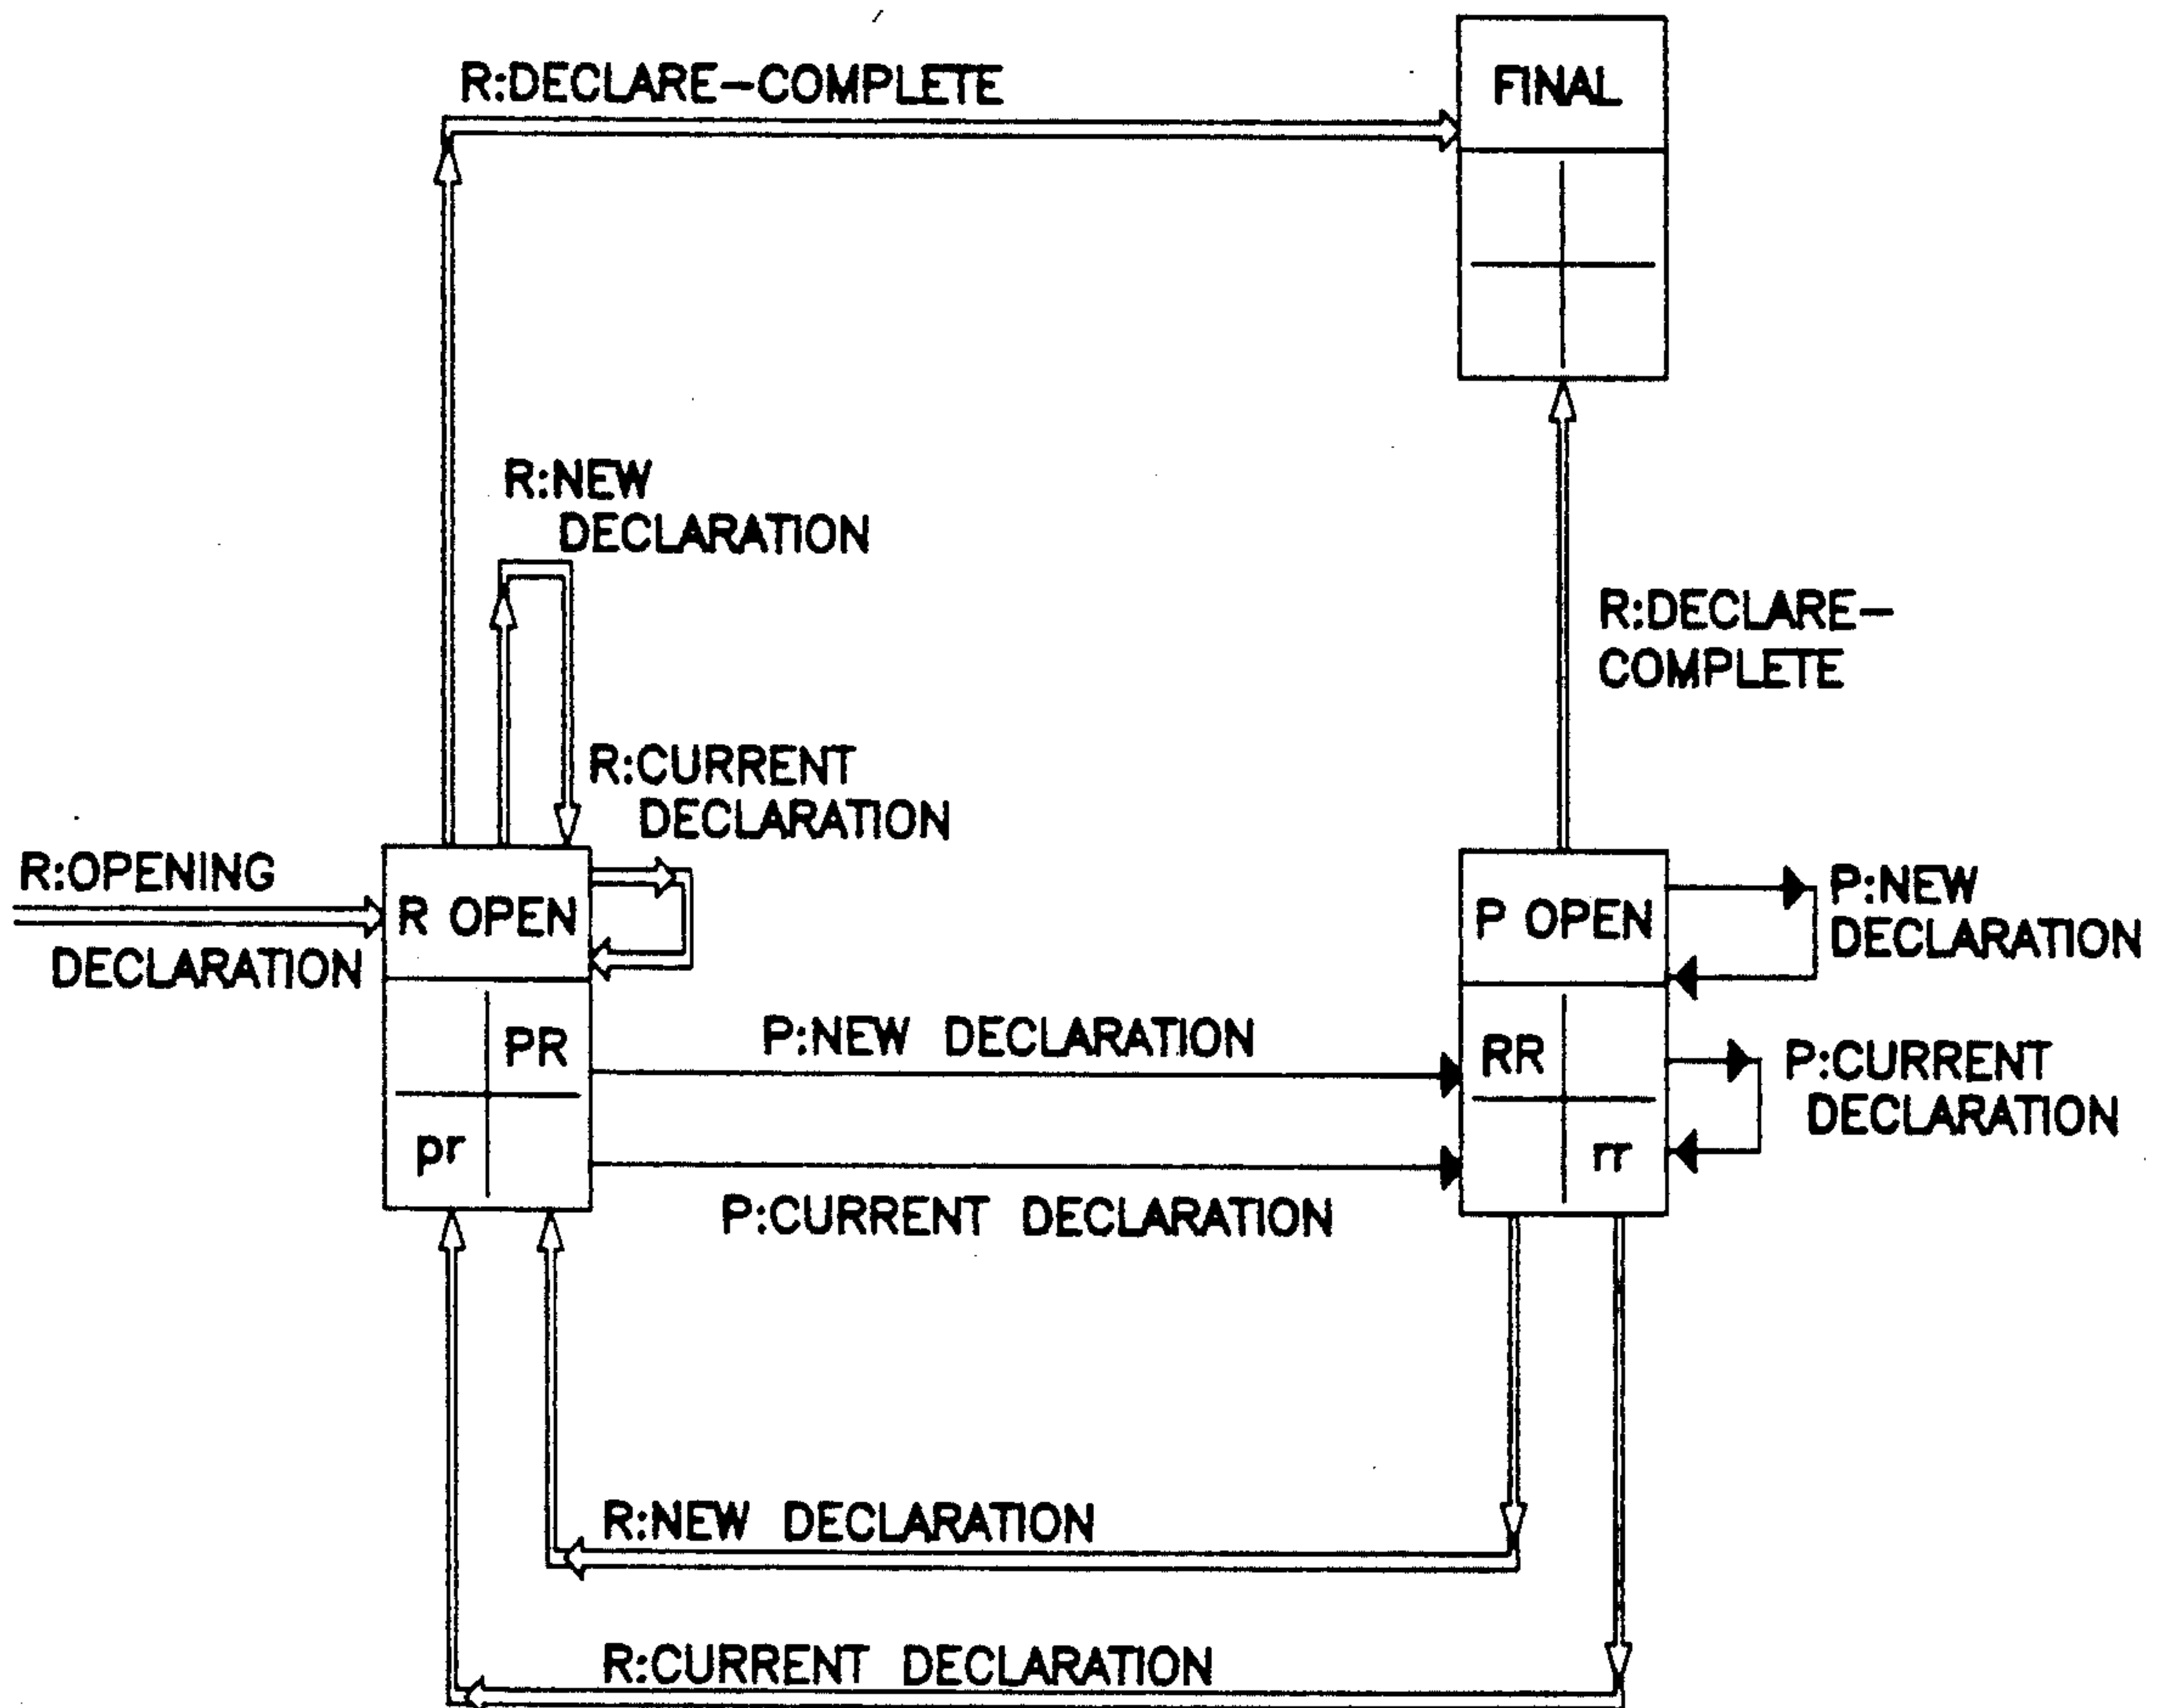 R:DECLARE-COMPLETE
FINAL
R:NEW
DECLARATION
R:DECLARE-
COMPLETE
R:CURRENT
DECLARATION
R:OPENING
DECLARATION
R OPEN
P OPEN
P:NEW
DECLARATION
PR
pr
P:NEW DECLARATION
RR
rr
P:CURRENT
DECLARATION
P:CURRENT DECLARATION
R:NEW DECLARATION
R:CURRENT DECLARATION